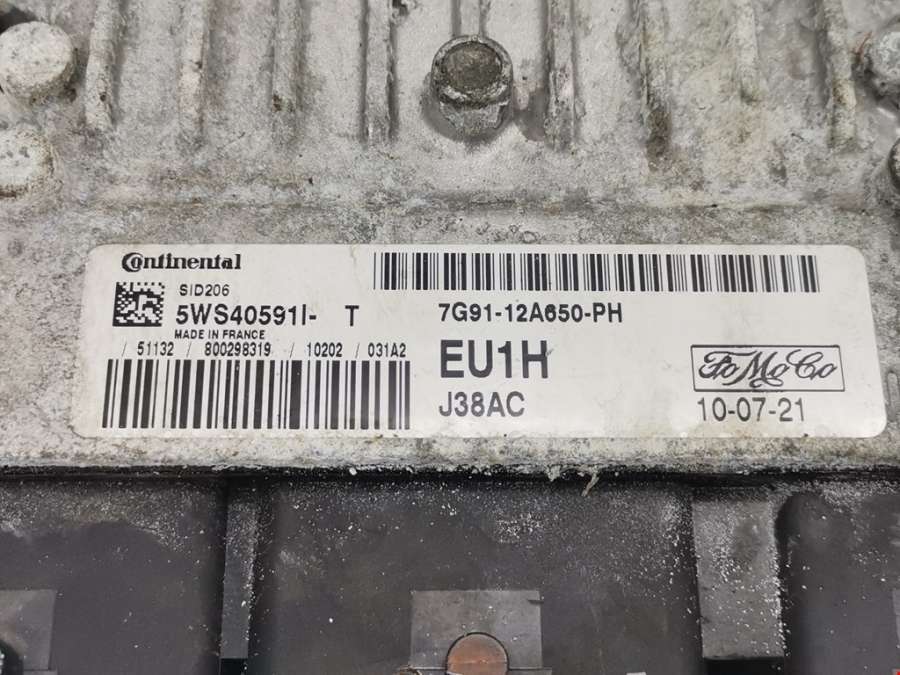 Continental
SID206
5WS40591I- T
MADE IN FRANCE
/ 51132 / 800298319 / 10202 / 031A2
7G91-12A650-PH
EU1H
J38AC
FoMoCo
10-07-21